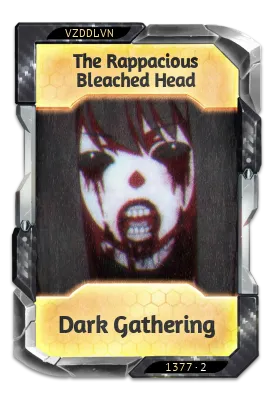 VZDDLVN
The Rappacious
Bleached Head
Dark Gathering
1377·2